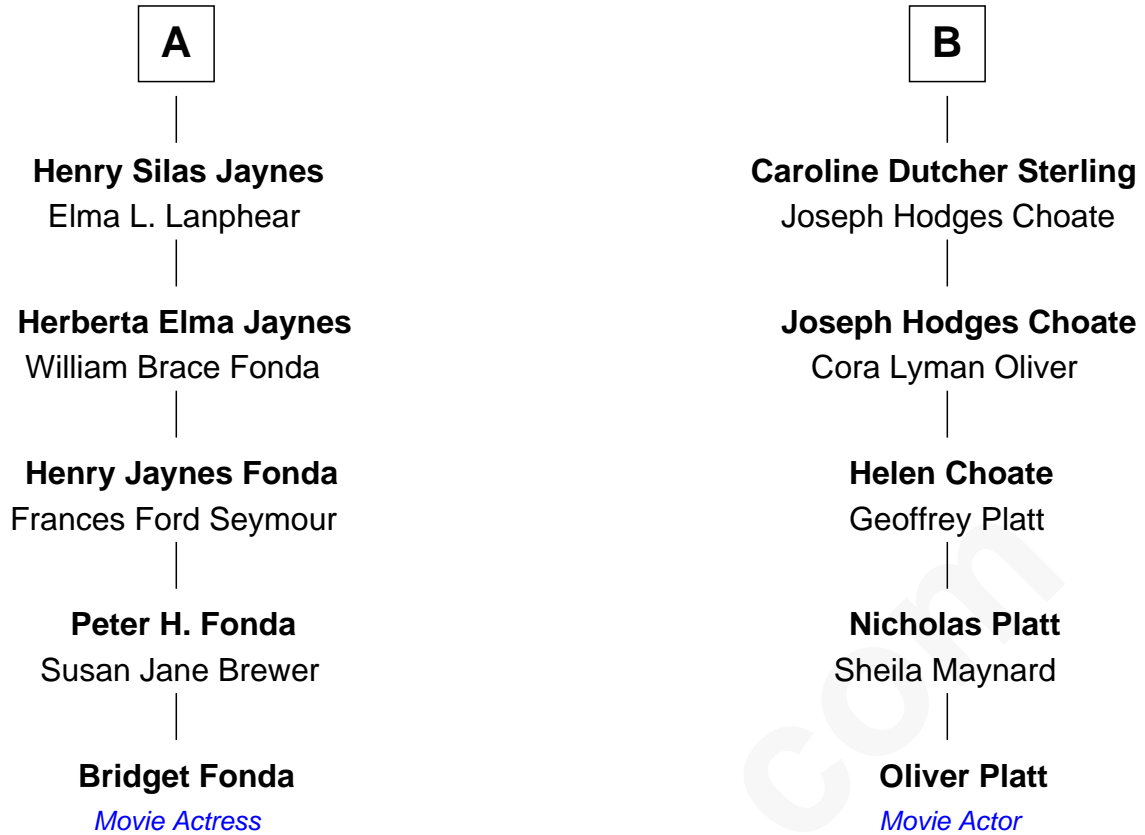 A
Henry Silas Jaynes
Elma L. Lanphear
Herberta Elma Jaynes
William Brace Fonda
Henry Jaynes Fonda
Frances Ford Seymour
Peter H. Fonda
Susan Jane Brewer
Bridget Fonda
Movie Actress
B
Caroline Dutcher Sterling
Joseph Hodges Choate
Joseph Hodges Choate
Cora Lyman Oliver
Helen Choate
Geoffrey Platt
Nicholas Platt
Sheila Maynard
Oliver Platt
Movie Actor
com